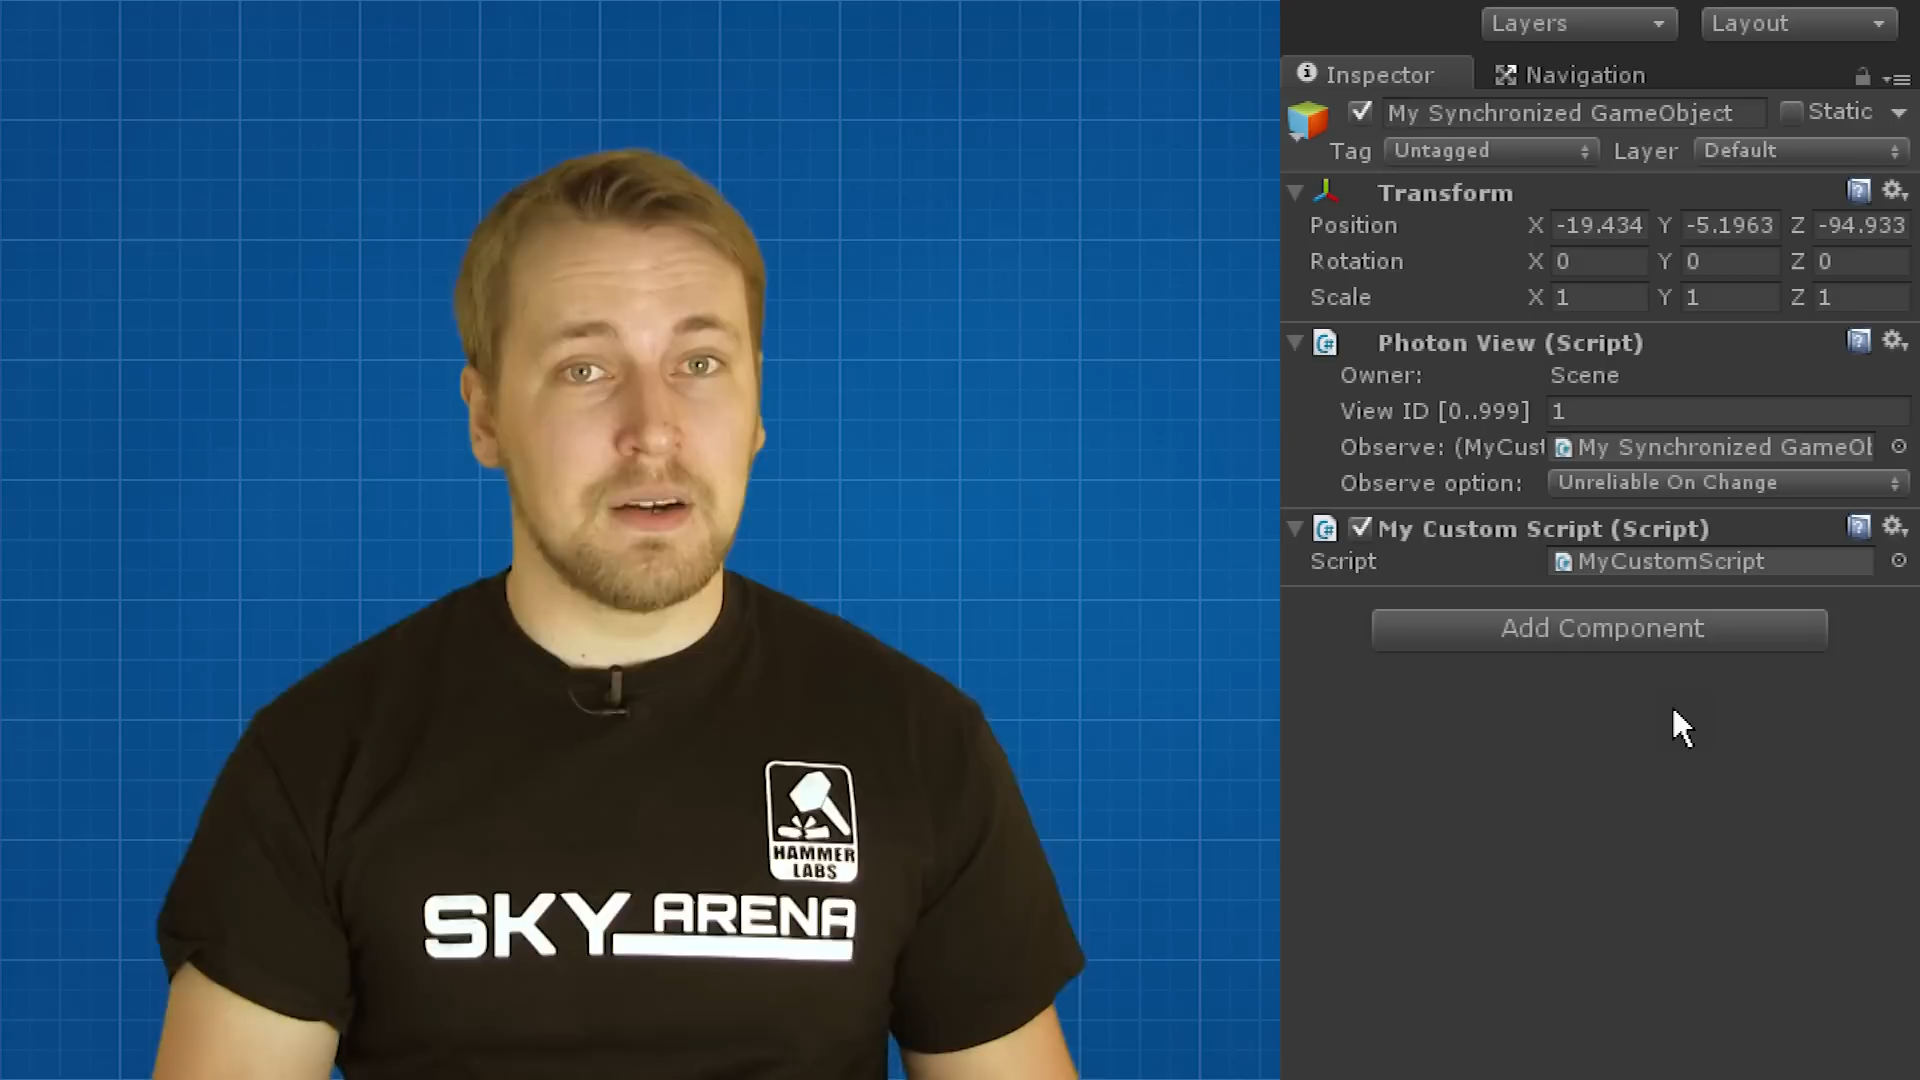 Layers Layout
Inspector Navigation
My Synchronized GameObject Static
Tag Untagged Layer Default
Transform
Position X -19.434 Y -5.1963 Z -94.933
Rotation X 0 Y 0 Z 0
Scale X 1 Y 1 Z 1
Photon View (Script)
Owner: Scene
View ID [0..999] 1
Observe: (MyCust My Synchronized GameOb
Observe option: Unreliable On Change
My Custom Script (Script)
Script MyCustomScript
Add Component
HAMMER
LABS
SKY ARENA